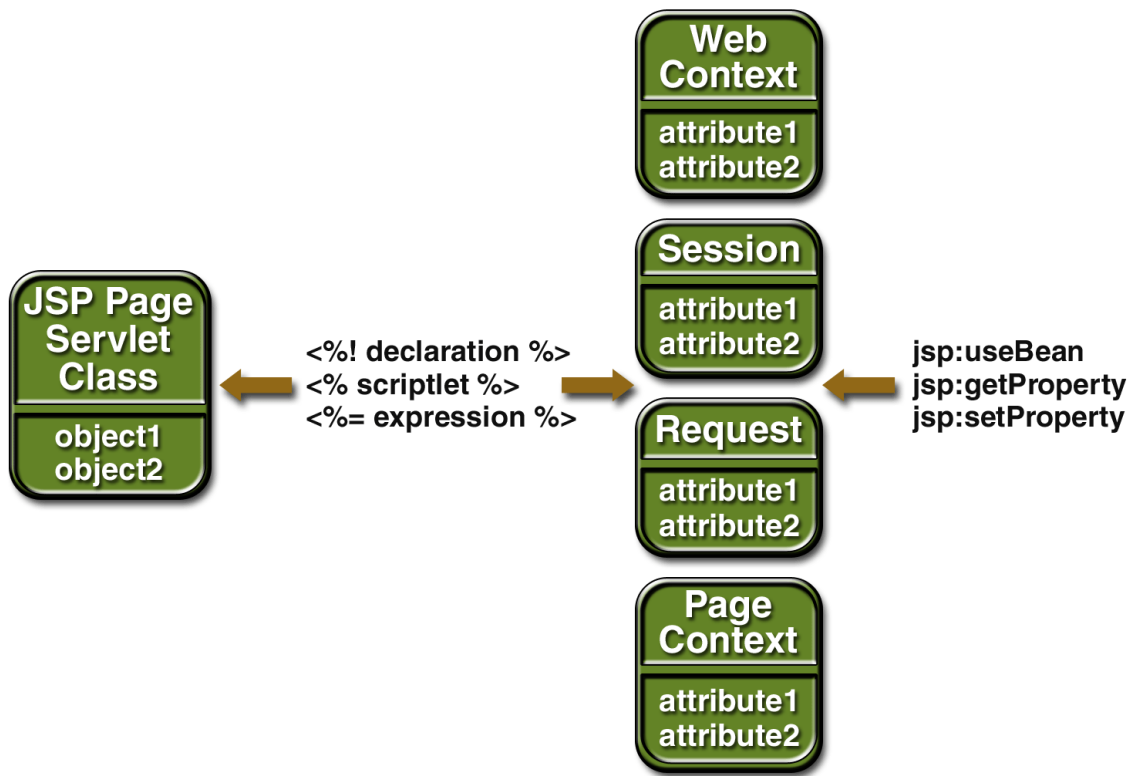 JSP Page
Servlet
Class
object1
object2
<%! declaration %>
<% scriptlet %>
<%= expression %>
Web
Context
attribute1
attribute2
Session
attribute1
attribute2
Request
attribute1
attribute2
Page
Context
attribute1
attribute2
jsp:useBean
jsp:getProperty
jsp:setProperty